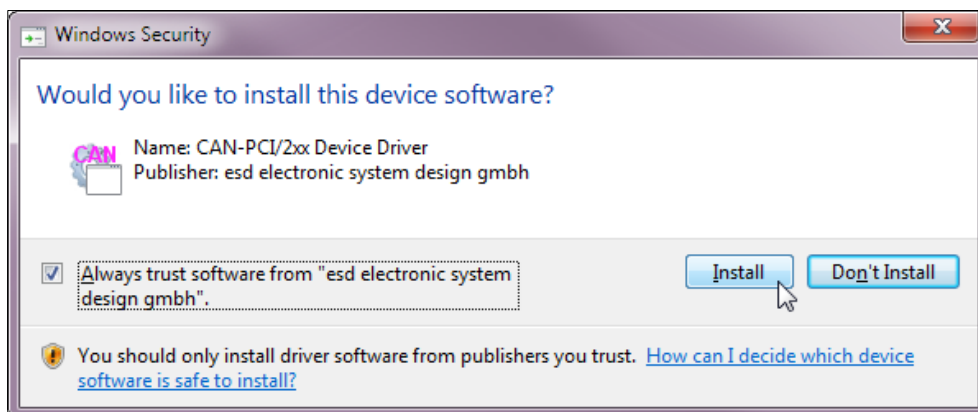 Windows Security
Would you like to install this device software?
CAN
Name: CAN-PCI/2xx Device Driver
Publisher: esd electronic system design gmbh
Always trust software from "esd electronic system
design gmbh".
Install
Don't Install
You should only install driver software from publishers you trust. How can I decide which device
software is safe to install?